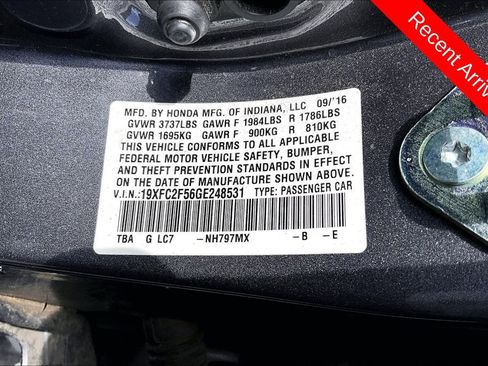 Recent Arriv
MFD. BY HONDA MFG. OF INDIANA, LLC 09/'16
GVWR 3737LBS GAWR F 1984LBS R 1786LBS
GVWR 1695KG GAWR F 900KG R 810KG
THIS VEHICLE CONFORMS TO ALL APPLICABLE
FEDERAL MOTOR VEHICLE SAFETY, BUMPER,
AND THEFT PREVENTION STANDARDS IN EFFECT
ON THE DATE OF MANUFACTURE SHOWN ABOVE.
V.I.N.: 19XFC2F56GE248531 TYPE: PASSENGER CAR
TBA G LC7 -NH797MX -B -E